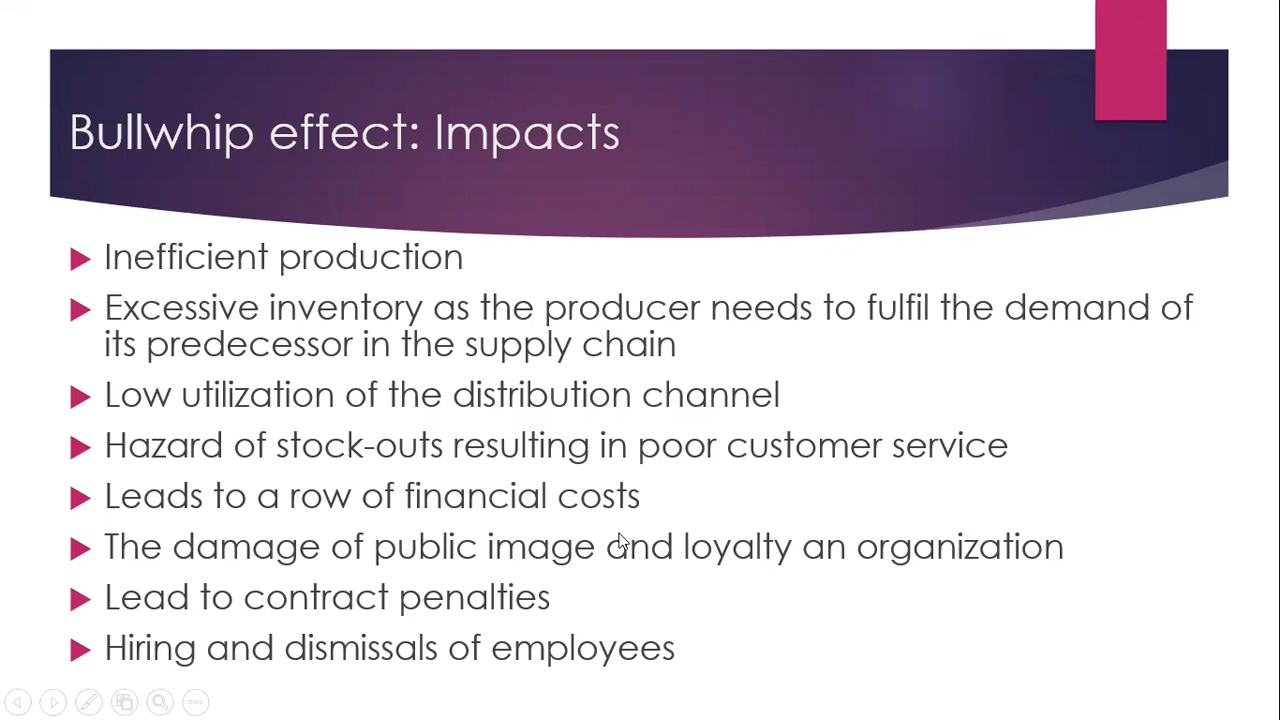 Bullwhip effect: Impacts
Inefficient production
Excessive inventory as the producer needs to fulfil the demand of
its predecessor in the supply chain
Low utilization of the distribution channel
Hazard of stock-outs resulting in poor customer service
Leads to a row of financial costs
The damage of public image and loyalty an organization
Lead to contract penalties
Hiring and dismissals of employees